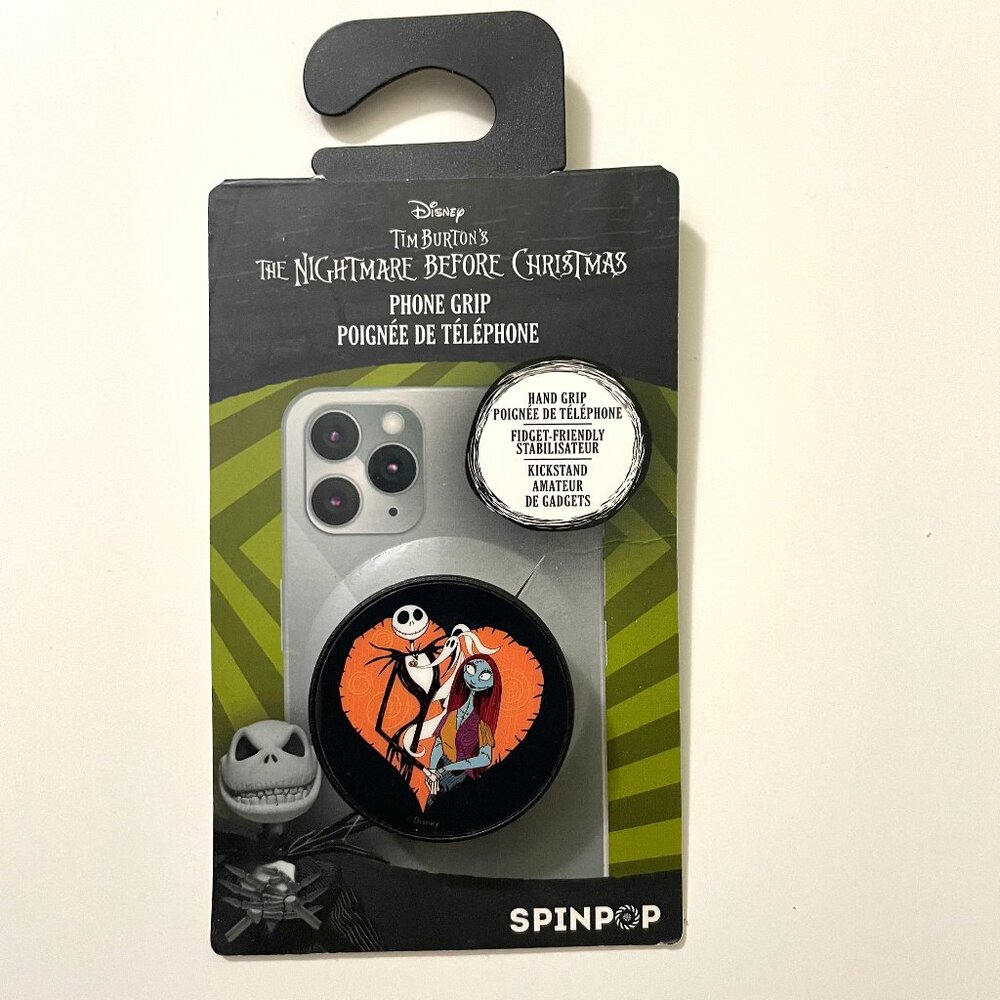 Disney
TIM BURTON'S
THE NIGHTMARE BEFORE CHRISTMAS
PHONE GRIP
POIGNÉE DE TÉLÉPHONE
HAND GRIP
POIGNÉE DE TÉLÉPHONE
FIDGET-FRIENDLY
STABILISATEUR
KICKSTAND
AMATEUR
DE GADGETS
©Disney
SPINPOP